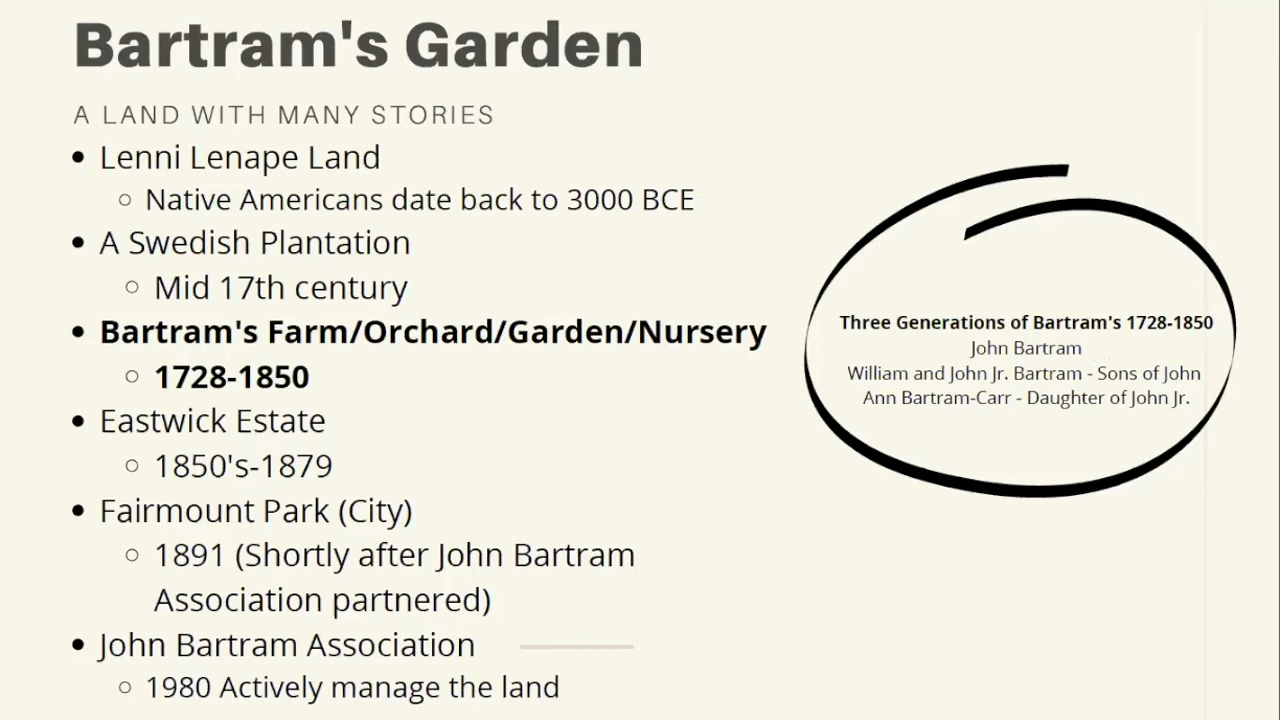 Bartram's Garden
A LAND WITH MANY STORIES
• Lenni Lenape Land
○ Native Americans date back to 3000 BCE
• A Swedish Plantation
○ Mid 17th century
• Bartram's Farm/Orchard/Garden/Nursery
○ 1728-1850
• Eastwick Estate
○ 1850's-1879
• Fairmount Park (City)
○ 1891 (Shortly after John Bartram
Association partnered)
• John Bartram Association
○ 1980 Actively manage the land
Three Generations of Bartram's 1728-1850
John Bartram
William and John Jr. Bartram - Sons of John
Ann Bartram-Carr - Daughter of John Jr.